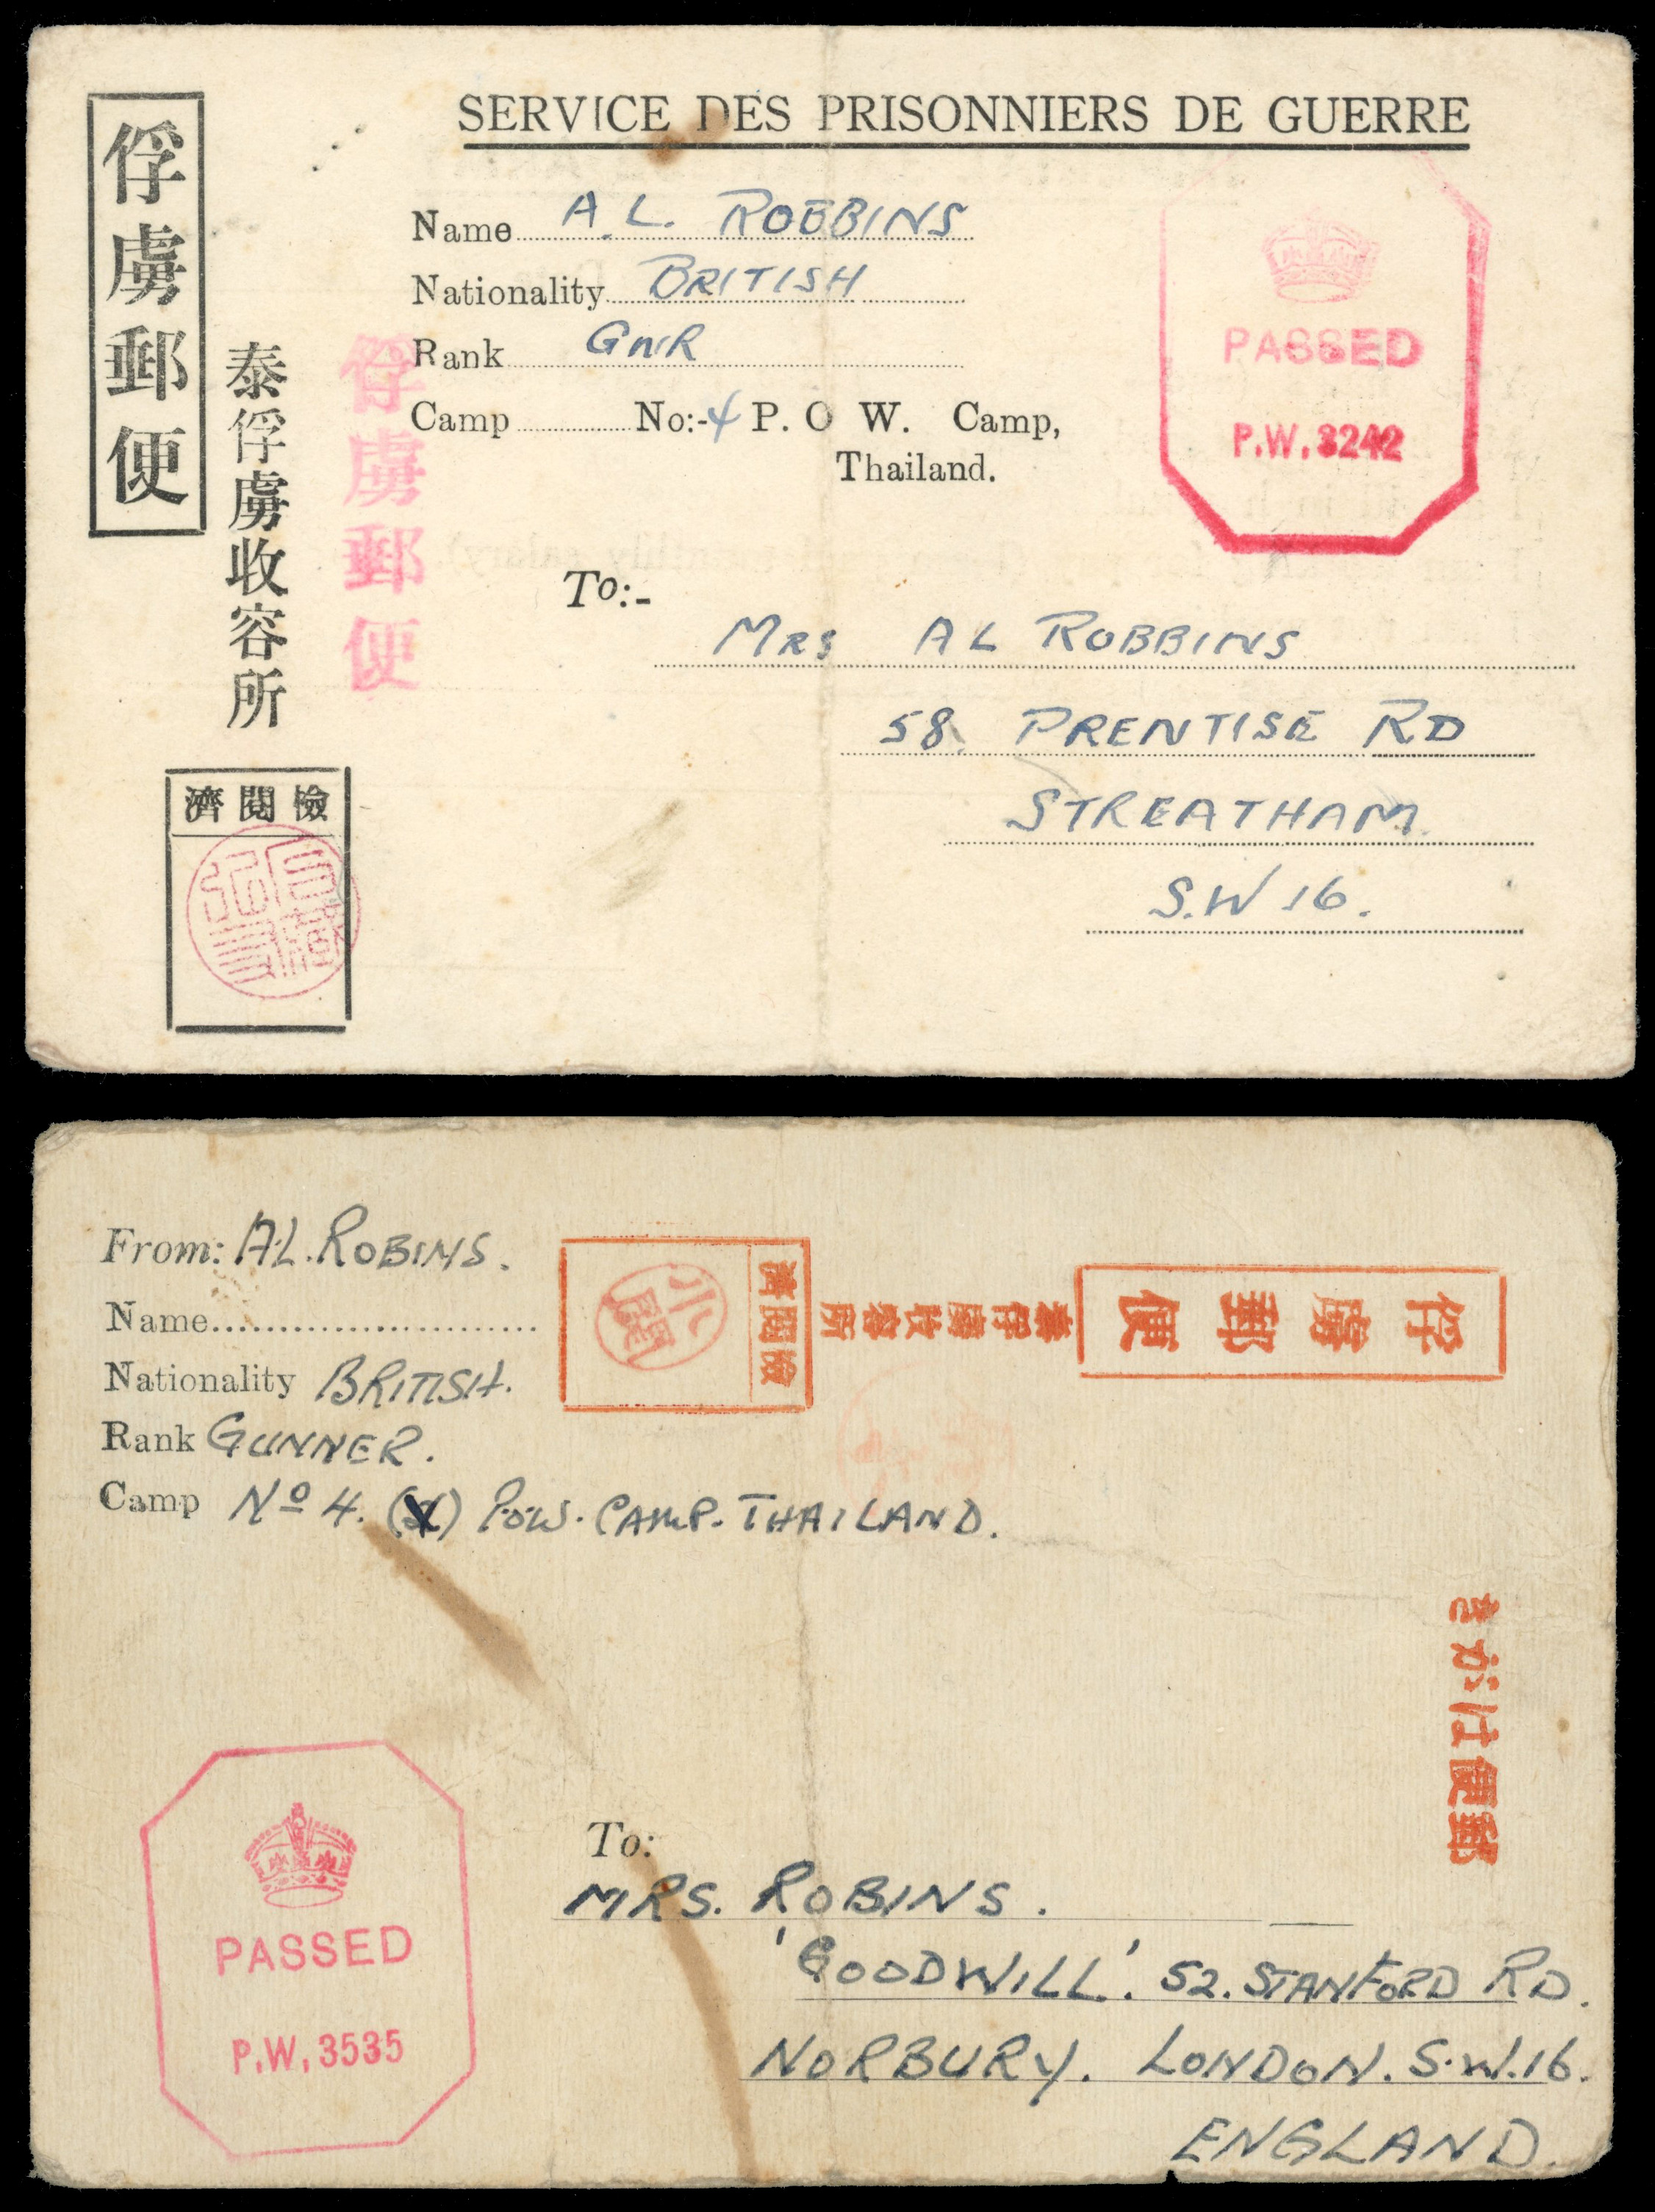 SERVICE DES PRISONNIERS DE GUERRE
俘虜郵便
泰俘虜收容所
俘虜郵便
濟閲檢
Name A.L. ROBBINS
Nationality BRITISH
Rank GNR
Camp No:-4 P. O W. Camp,
Thailand.
PASSED
P.W. 3242
To:-
MRS AL ROBBINS
58. PRENTISE RD
STREATHAM
S.W 16.
From: A.L. ROBINS.
Name
Nationality BRITISH.
Rank GUNNER.
Camp No 4. ( ) P.O.W. CAMP. THAILAND.
俘虜郵便
泰俘虜收容所
濟閲檢
きがは便郵
PASSED
P.W. 3535
To:
MRS. ROBINS.
'GOODWILL'. 52. STANFORD RD.
NORBURY. LONDON. S.W.16.
ENGLAND.